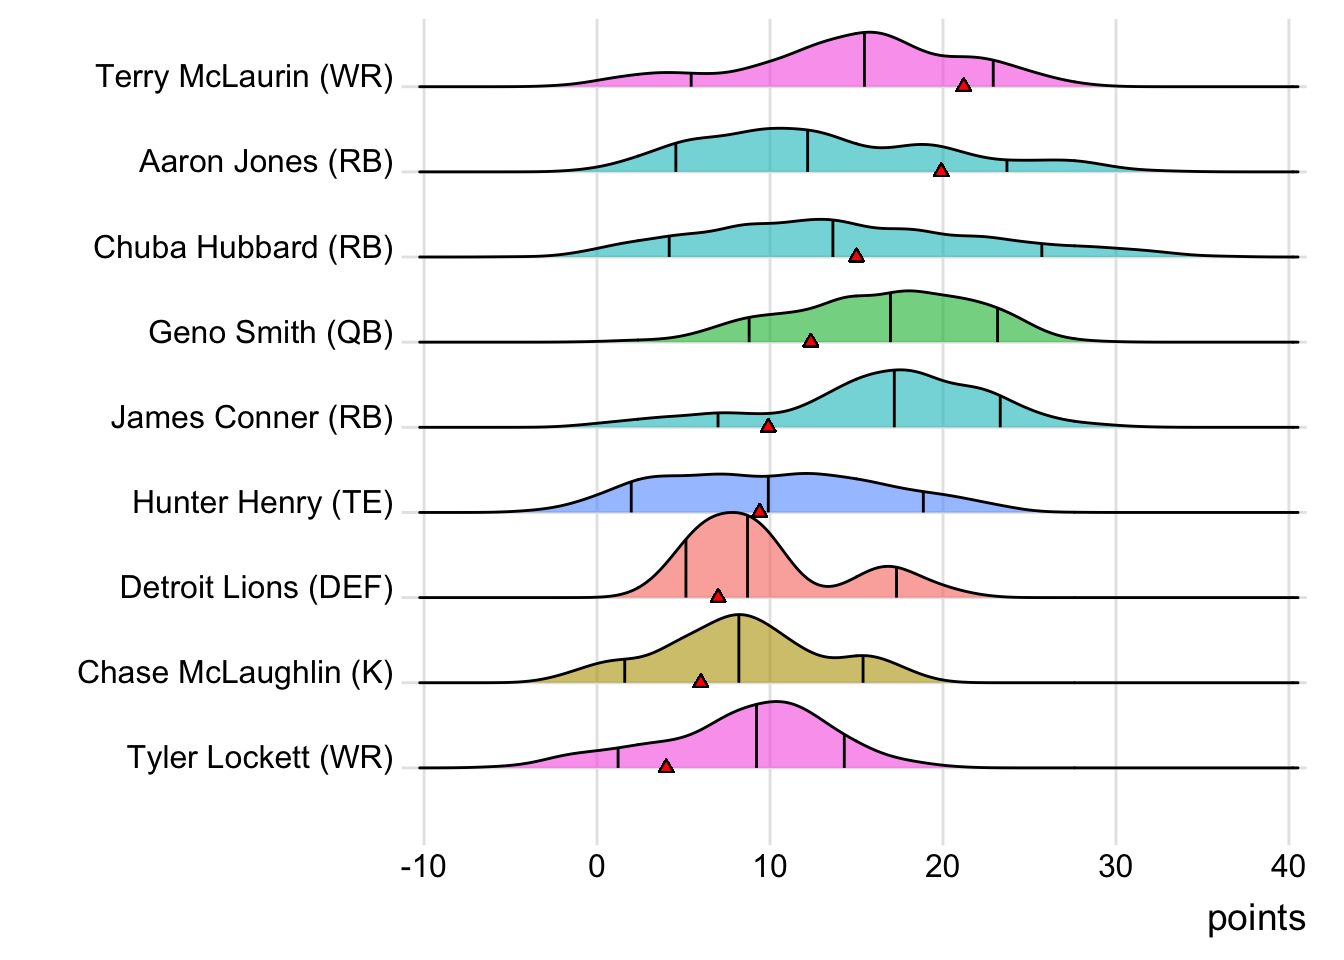 Terry McLaurin (WR)
Aaron Jones (RB)
Chuba Hubbard (RB)
Geno Smith (QB)
James Conner (RB)
Hunter Henry (TE)
Detroit Lions (DEF)
Chase McLaughlin (K)
Tyler Lockett (WR)
-10 0 10 20 30 40
points